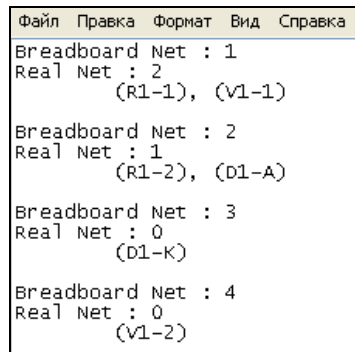 Файл Правка Формат Вид Справка
Breadboard Net : 1
Real Net : 2
(R1-1), (V1-1)
Breadboard Net : 2
Real Net : 1
(R1-2), (D1-A)
Breadboard Net : 3
Real Net : 0
(D1-K)
Breadboard Net : 4
Real Net : 0
(V1-2)